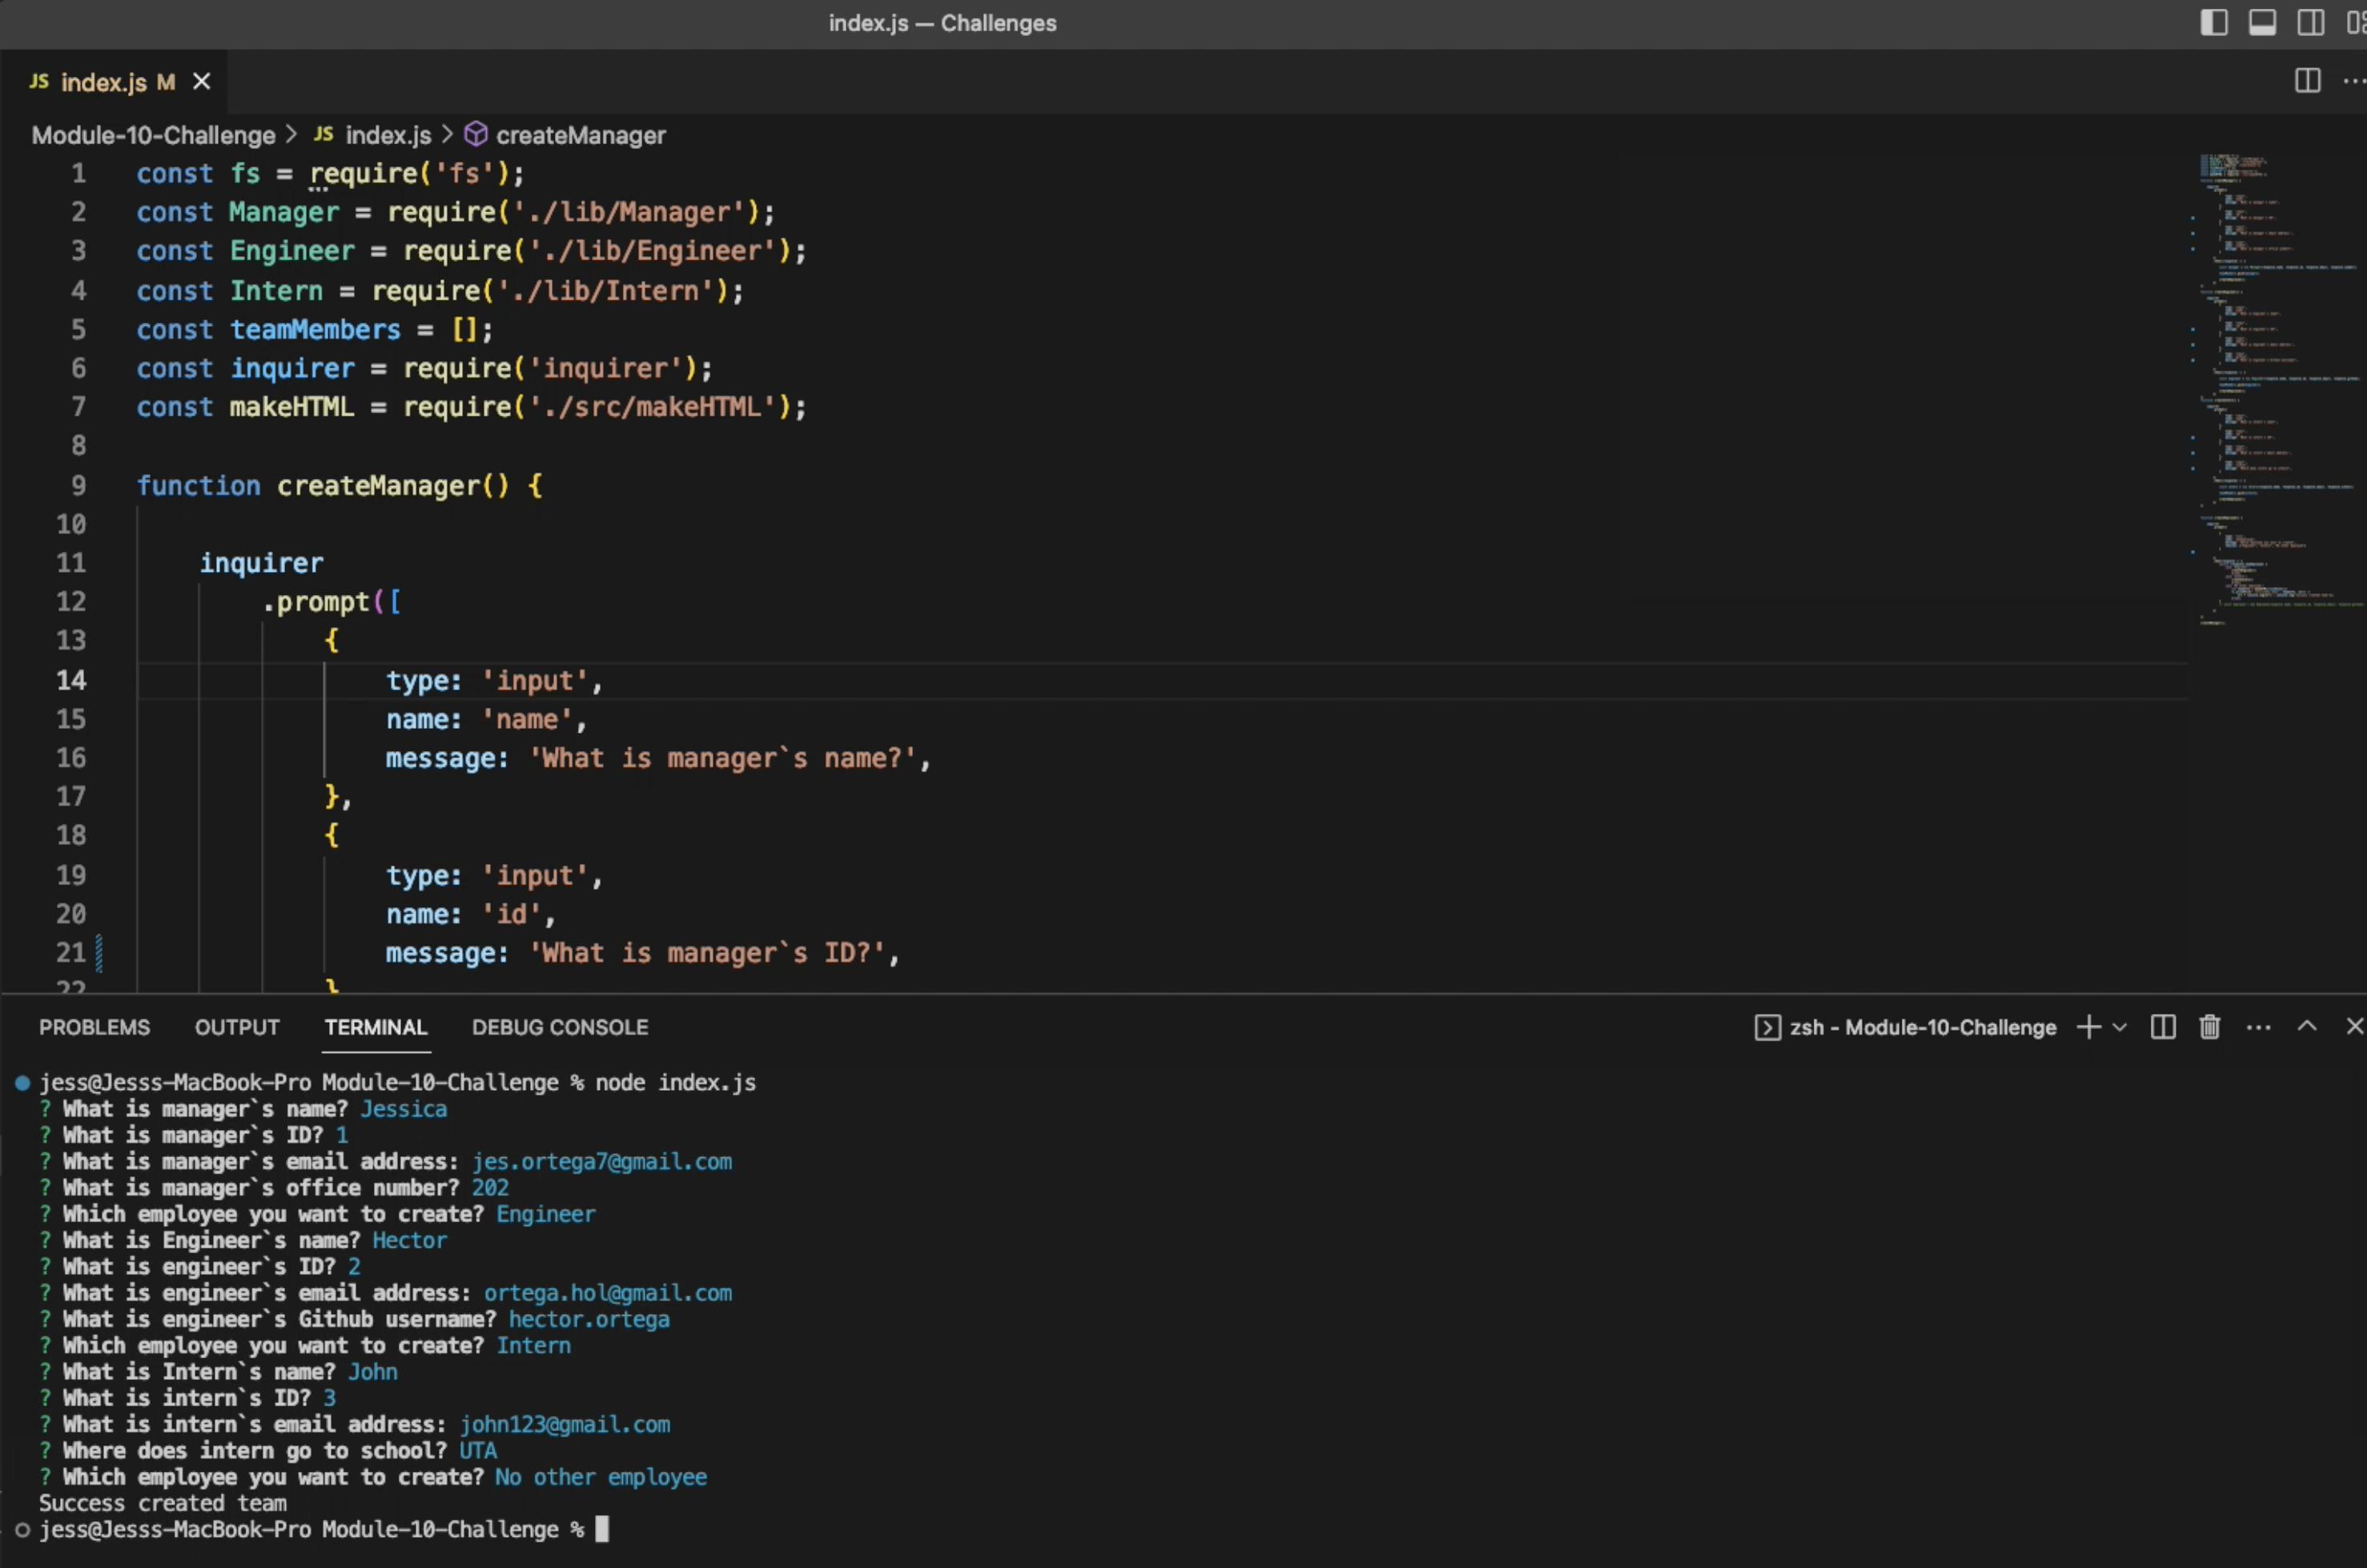 index.js — Challenges
JS index.js M
Module-10-Challenge > JS index.js > createManager
1 const fs = require('fs');
2 const Manager = require('./lib/Manager');
3 const Engineer = require('./lib/Engineer');
4 const Intern = require('./lib/Intern');
5 const teamMembers = [];
6 const inquirer = require('inquirer');
7 const makeHTML = require('./src/makeHTML');
8
9 function createManager() {
10
11 inquirer
12 .prompt([
13 {
14 type: 'input',
15 name: 'name',
16 message: 'What is manager`s name?',
17 },
18 {
19 type: 'input',
20 name: 'id',
21 message: 'What is manager`s ID?',
22 }
PROBLEMS OUTPUT TERMINAL DEBUG CONSOLE zsh - Module-10-Challenge
jess@Jesss-MacBook-Pro Module-10-Challenge % node index.js
? What is manager`s name? Jessica
? What is manager`s ID? 1
? What is manager`s email address: jes.ortega7@gmail.com
? What is manager`s office number? 202
? Which employee you want to create? Engineer
? What is Engineer`s name? Hector
? What is engineer`s ID? 2
? What is engineer`s email address: ortega.hol@gmail.com
? What is engineer`s Github username? hector.ortega
? Which employee you want to create? Intern
? What is Intern`s name? John
? What is intern`s ID? 3
? What is intern`s email address: john123@gmail.com
? Where does intern go to school? UTA
? Which employee you want to create? No other employee
Success created team
jess@Jesss-MacBook-Pro Module-10-Challenge %